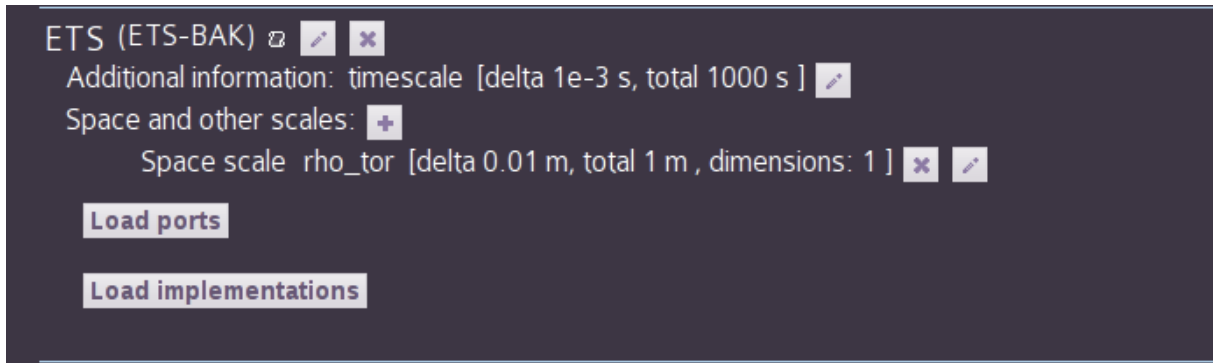 ETS (ETS-BAK)
Additional information: timescale [delta 1e-3 s, total 1000 s ]
Space and other scales:
Space scale rho_tor [delta 0.01 m, total 1 m , dimensions: 1 ]
Load ports
Load implementations